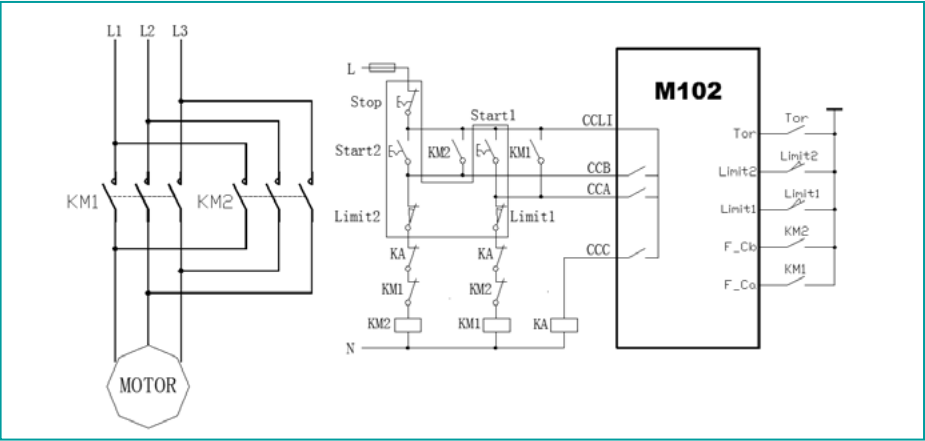 L1 L2 L3
KM1
KM2
MOTOR
L
Stop
Start1
CCLI
Start2
KM2
KM1
CCB
CCA
Limit2
Limit1
KA
KA
CCC
KM1
KM2
KM2
KM1
KA
N
M102
Tor
Tor
Limit2
Limit2
Limit1
Limit1
F_Cb
KM2
F_Ca
KM1